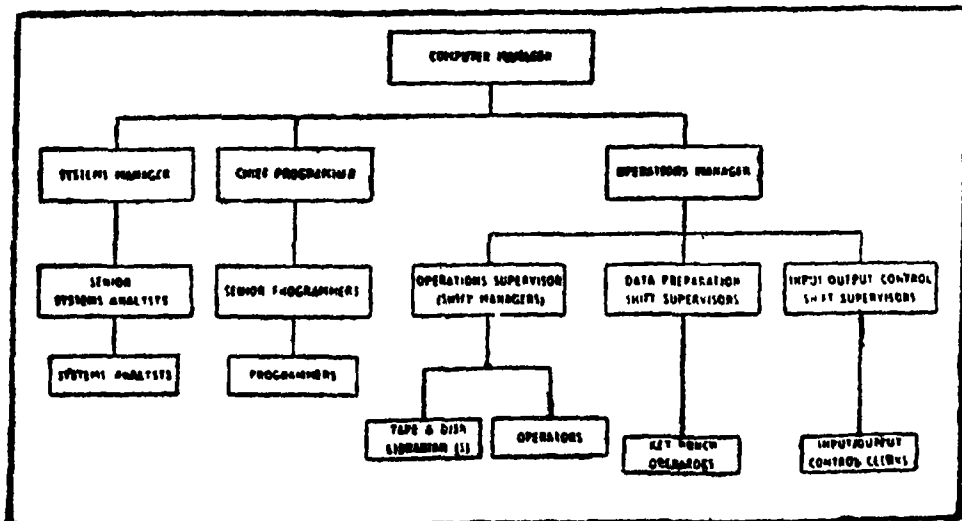 COMPUTER MANAGER
SYSTEMS MANAGER
CHIEF PROGRAMMER
OPERATIONS MANAGER
SENIOR
SYSTEMS ANALYSTS
SENIOR PROGRAMMERS
OPERATIONS SUPERVISOR
(SHIFT MANAGERS)
DATA PREPARATION
SHIFT SUPERVISORS
INPUT OUTPUT CONTROL
SHIFT SUPERVISORS
SYSTEMS ANALYSTS
PROGRAMMERS
TAPE & DISK
LIBRARIAN (S)
OPERATORS
KEY PUNCH
INPUT/OUTPUT
CONTROL CLERKS